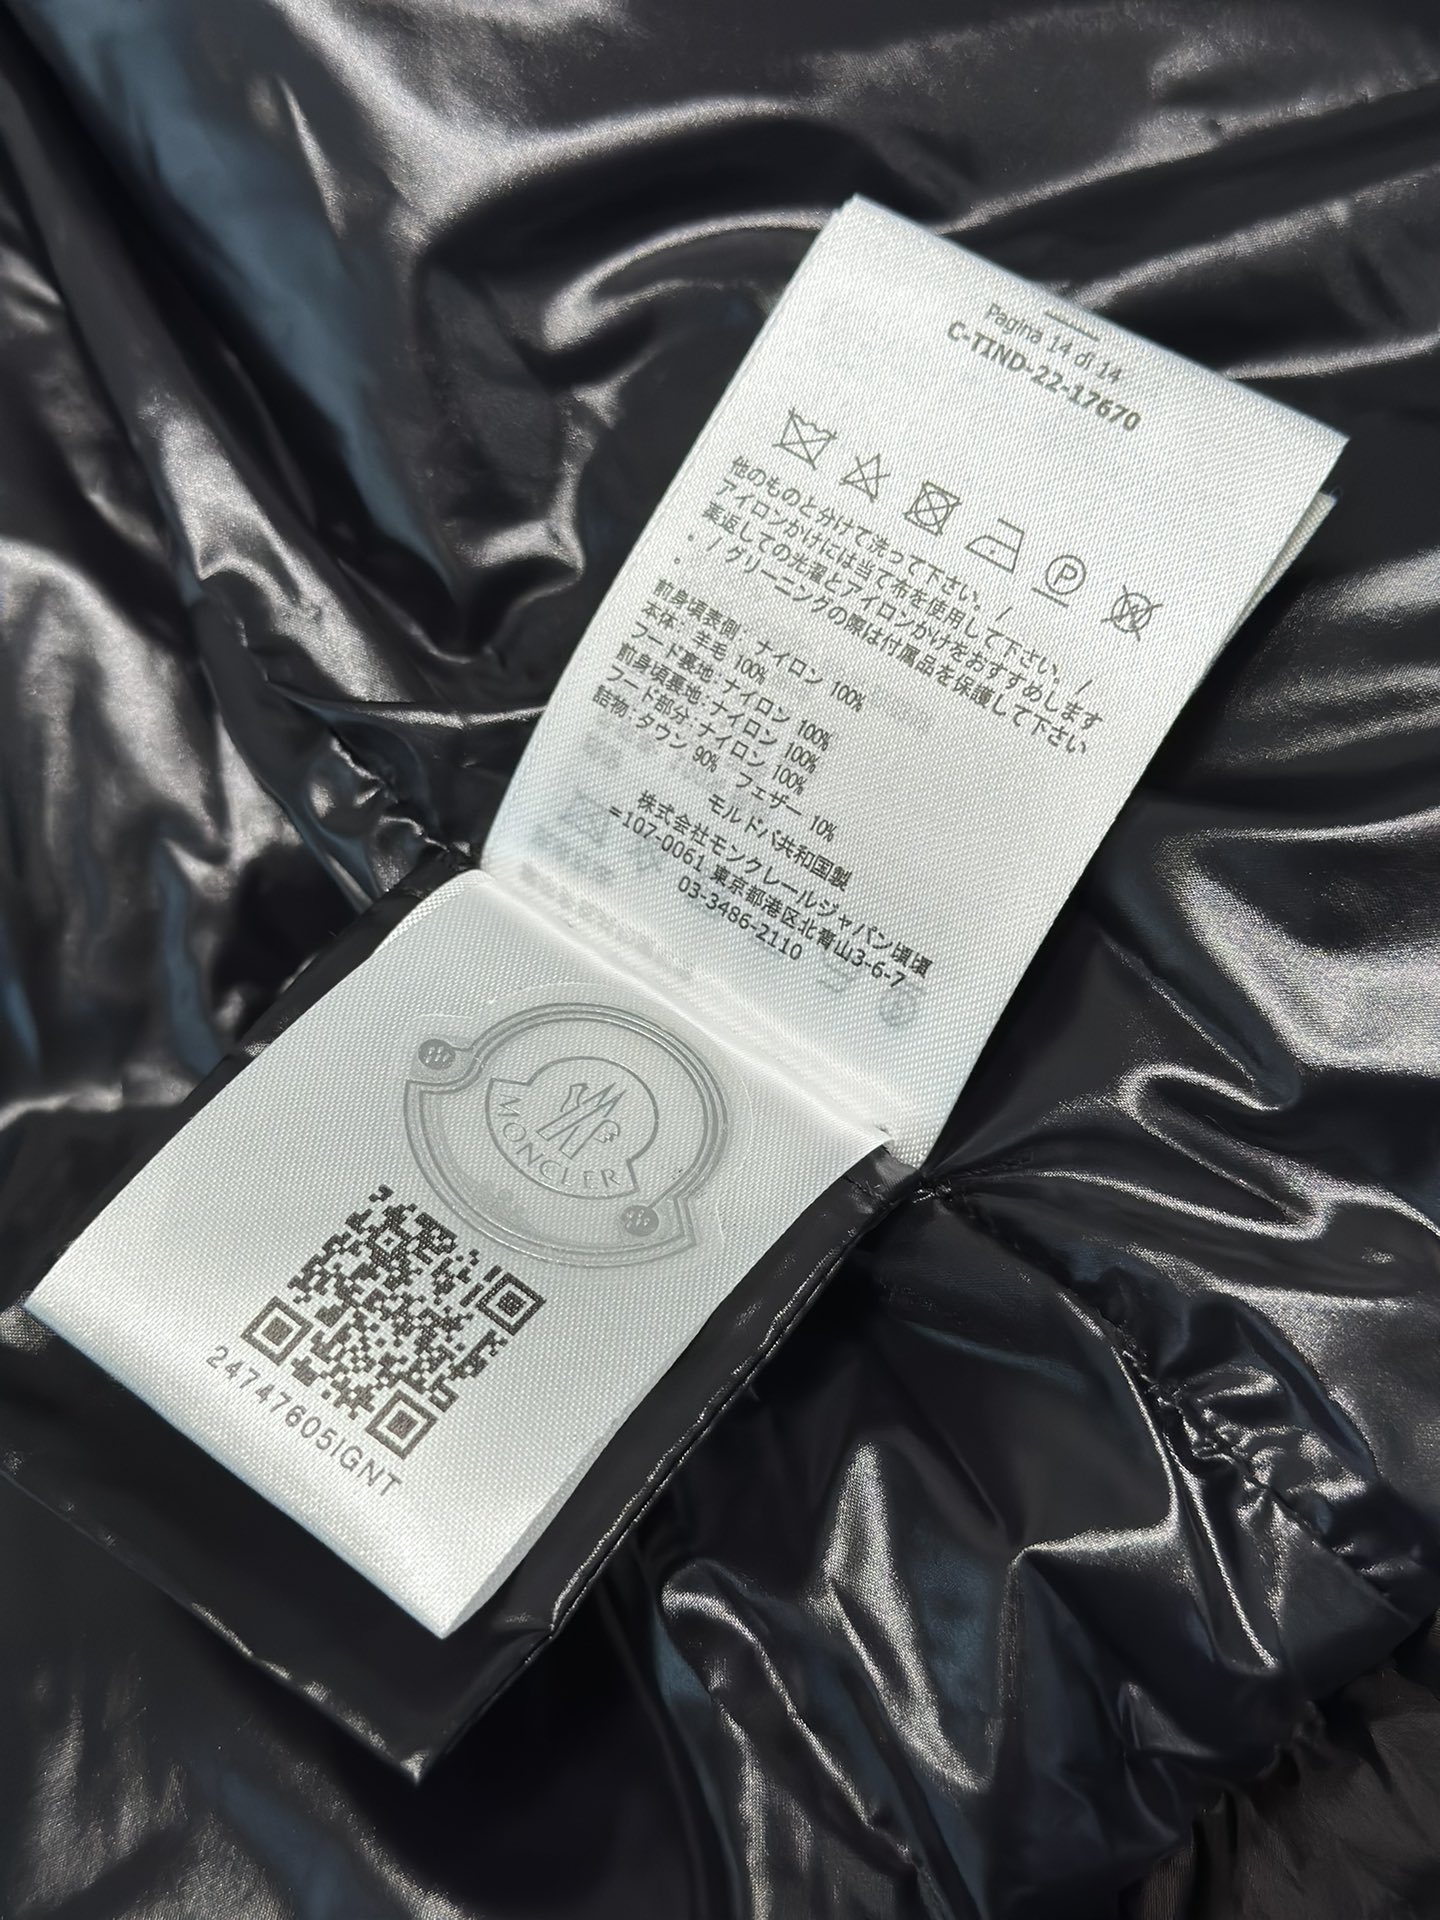 Pagina 14 di 14
C-TIND-22-17670
P
W
他のものと分けて洗って下さい。 /
アイロンかけには当て布を使用して下さい。 /
裏返しての洗濯とアイロンかけをおすすめします
. / クリーニングの際は付属品を保護して下さい
.
前身頃表側: ナイロン 100%
本体: 羊毛 100%
フード裏地: ナイロン 100%
前身頃裏地: ナイロン 100%
フード部分: ナイロン 100%
詰物: ダウン 90% フェザー 10%
モルドバ共和国製
株式会社モンクレールジャパン頃頃
=107-0061 東京都港区北青山3-6-7
03-3486-2110
M
MONCLER
24747605IGNT